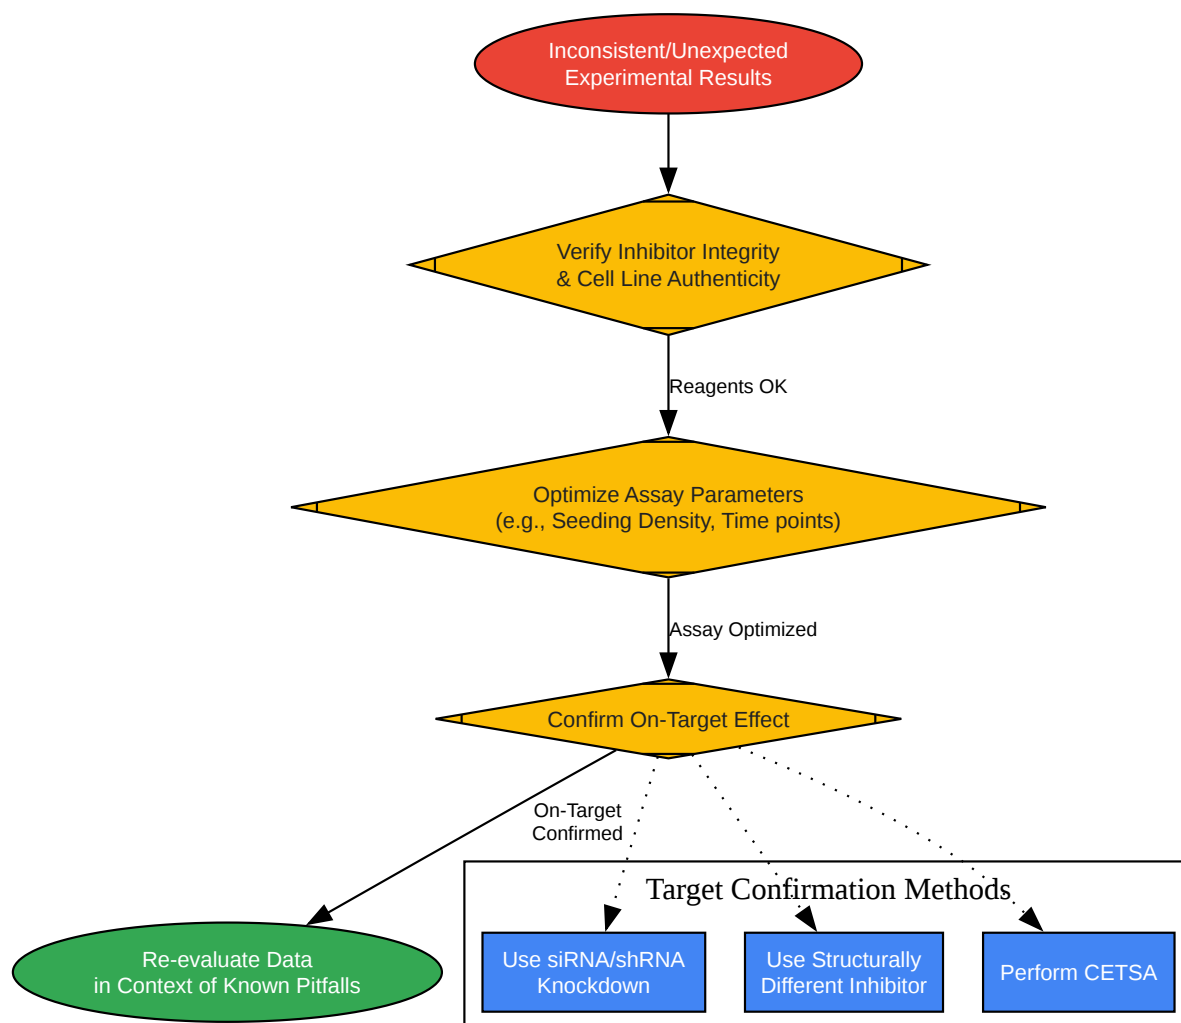 Inconsistent/Unexpected
Experimental Results
Verify Inhibitor Integrity
& Cell Line Authenticity
Reagents OK
Optimize Assay Parameters
(e.g., Seeding Density, Time points)
Assay Optimized
Confirm On-Target Effect
On-Target
Confirmed
Target Confirmation Methods
Re-evaluate Data
in Context of Known Pitfalls
Use siRNA/shRNA
Knockdown
Use Structurally
Different Inhibitor
Perform CETSA